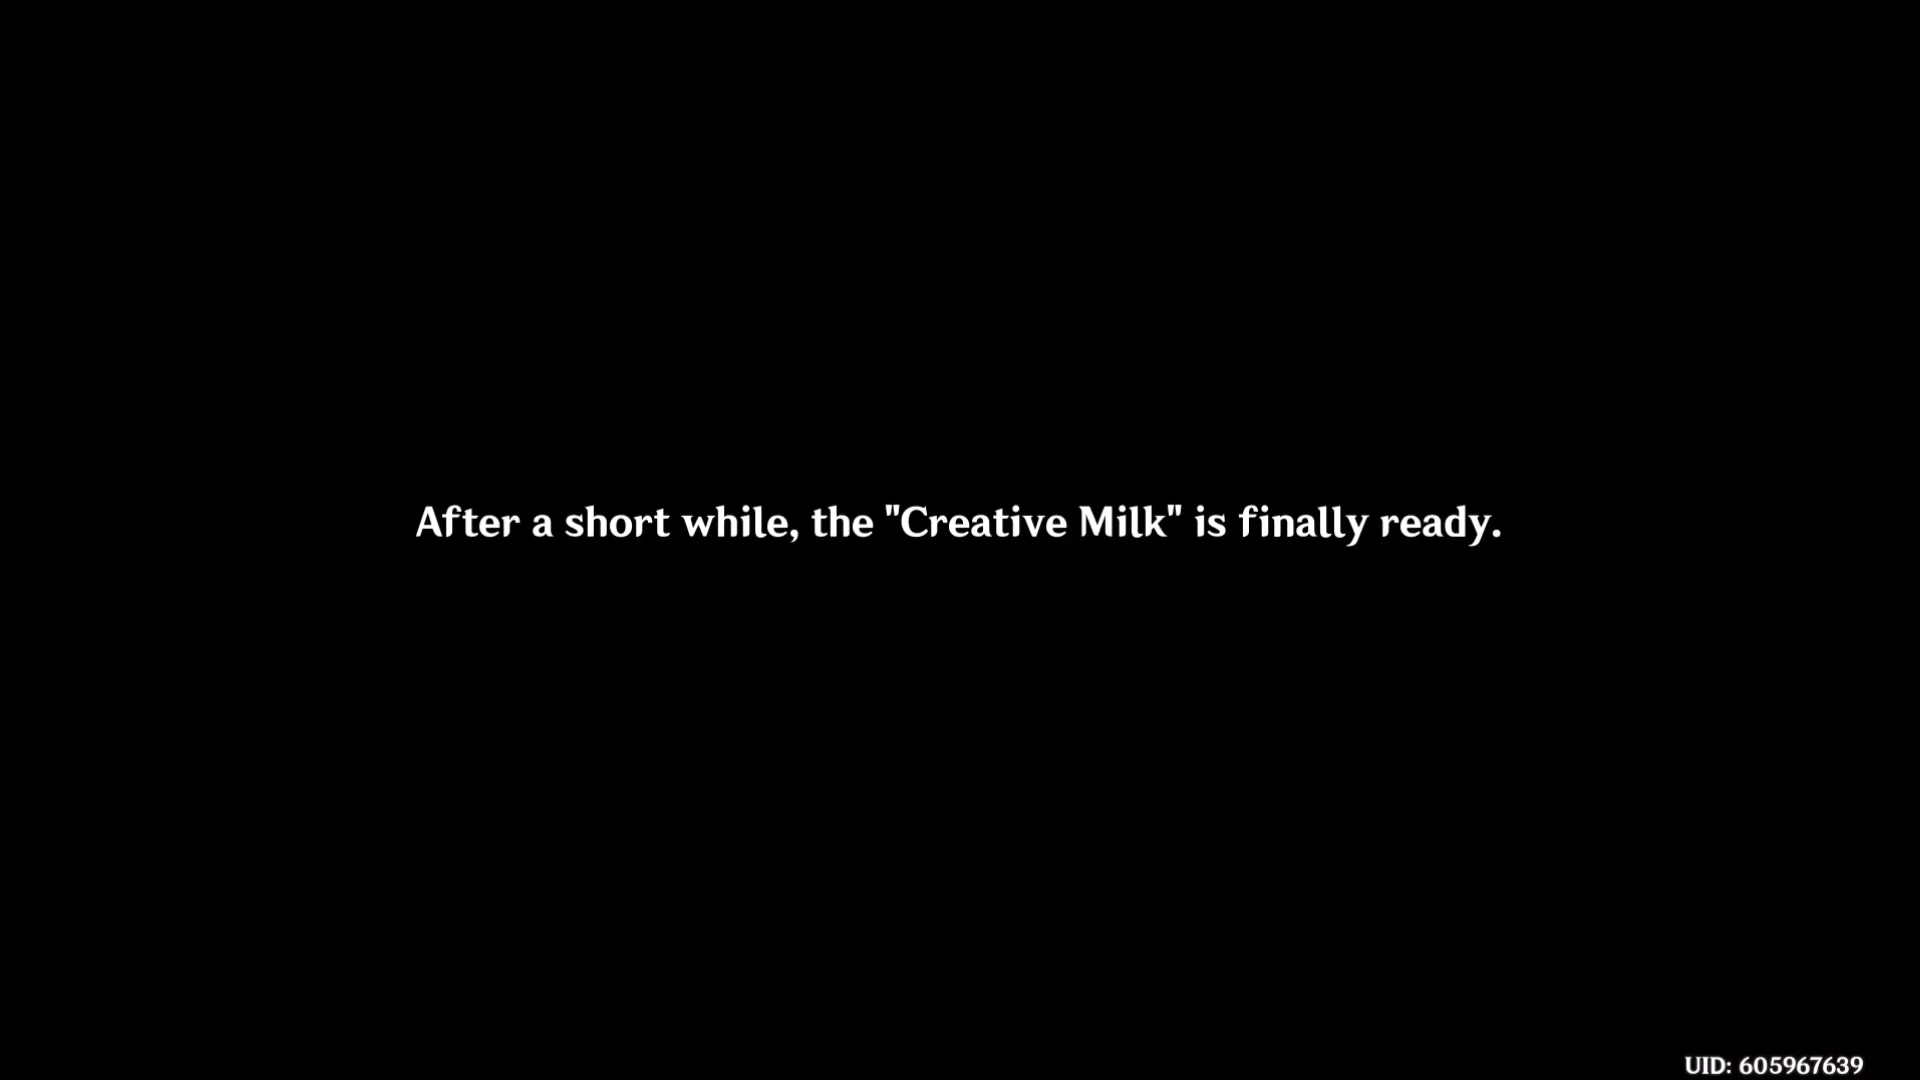 After a short while, the "Creative Milk" is finally ready.
UID: 605967639